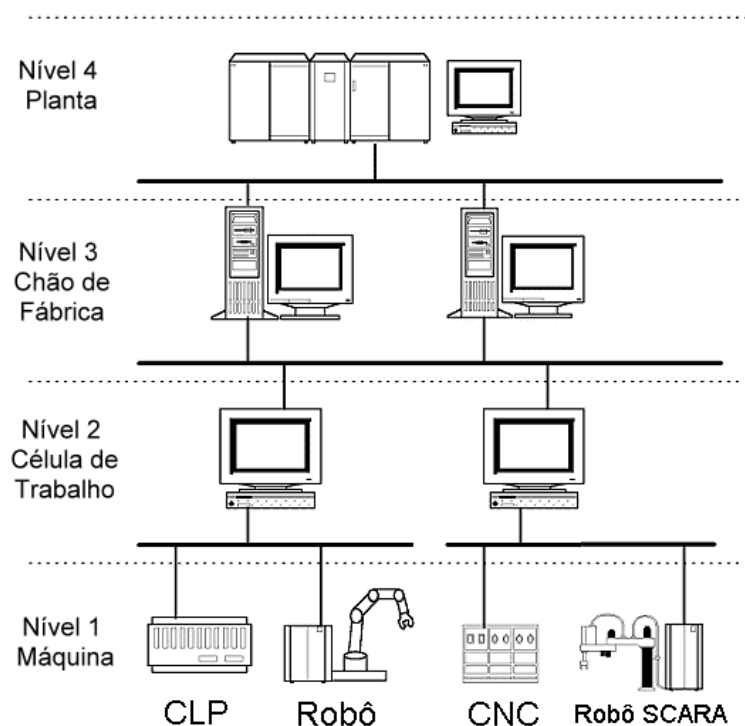 Nível 4
Planta
Nível 3
Chão de
Fábrica
Nível 2
Célula de
Trabalho
Nível 1
Máquina
CLP
Robô
CNC
Robô SCARA